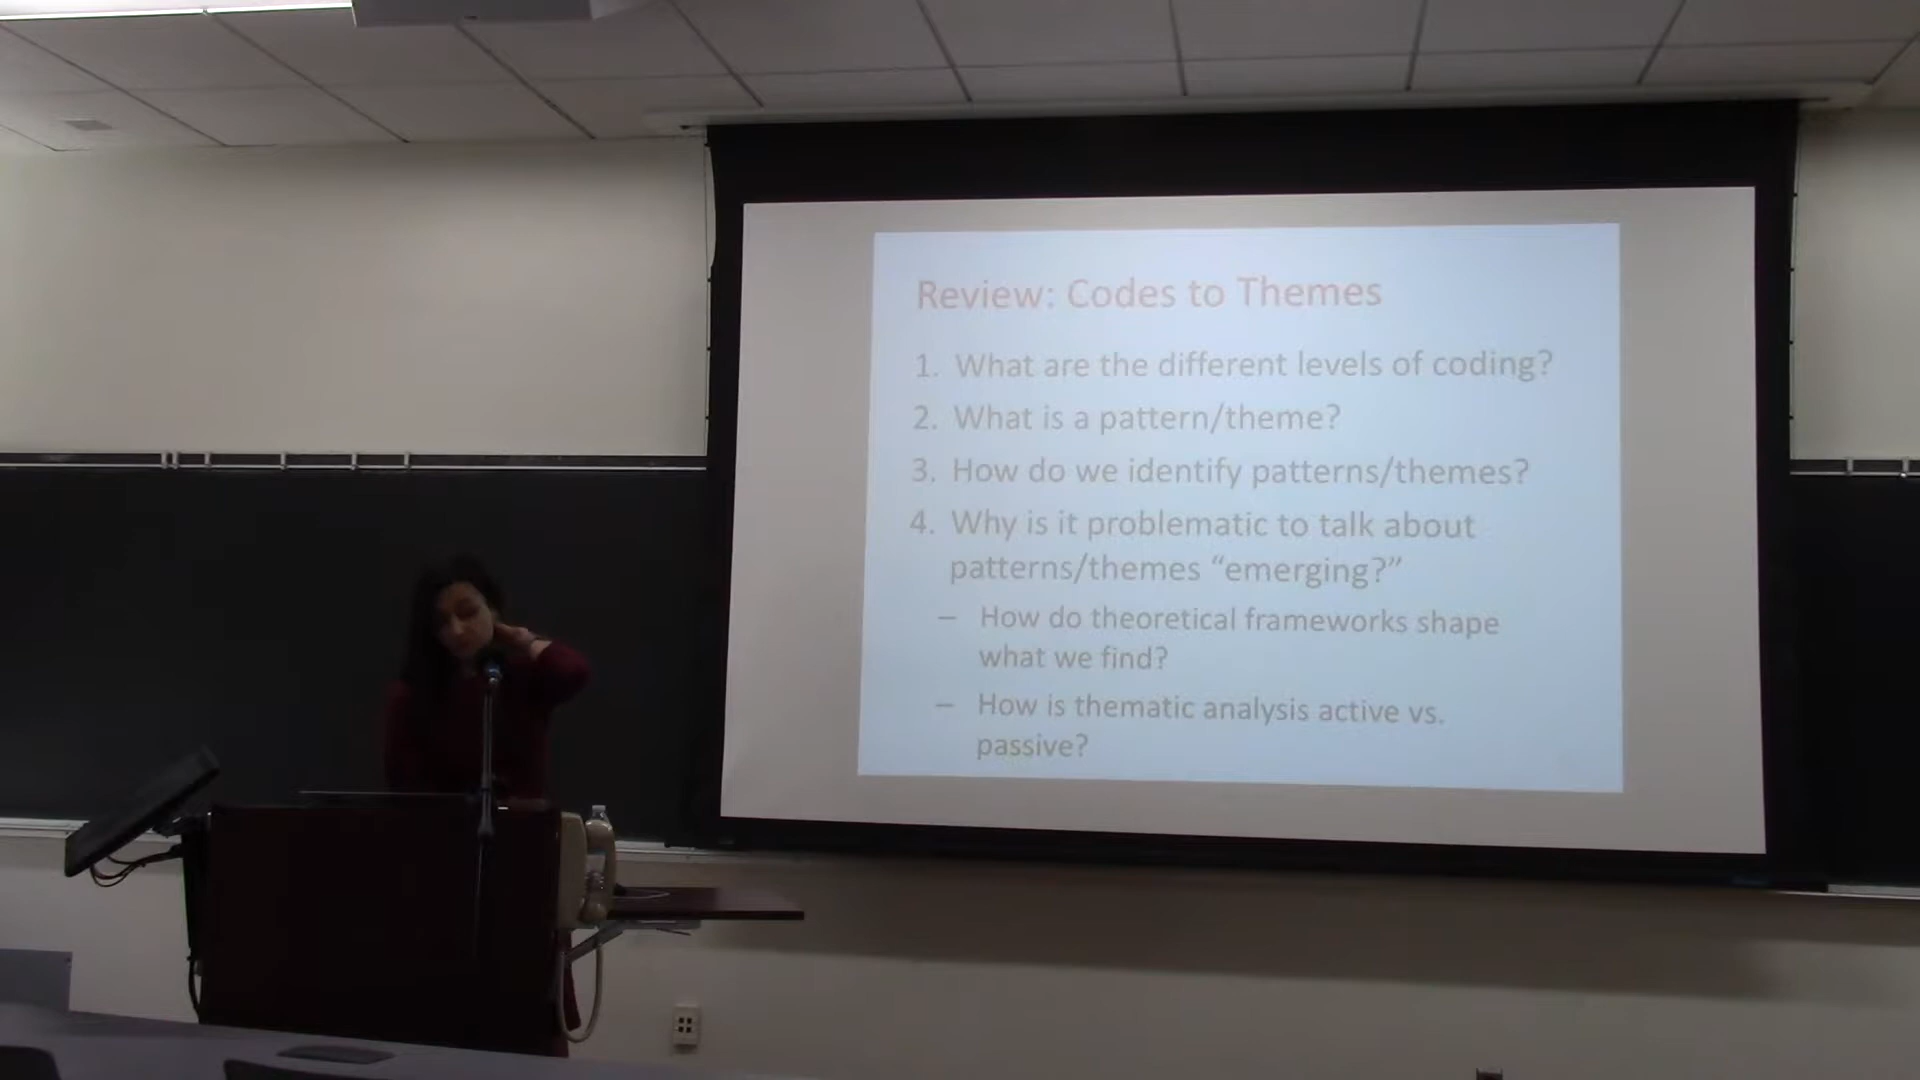 Review: Codes to Themes
1. What are the different levels of coding?
2. What is a pattern/theme?
3. How do we identify patterns/themes?
4. Why is it problematic to talk about
patterns/themes “emerging?”
– How do theoretical frameworks shape
what we find?
– How is thematic analysis active vs.
passive?